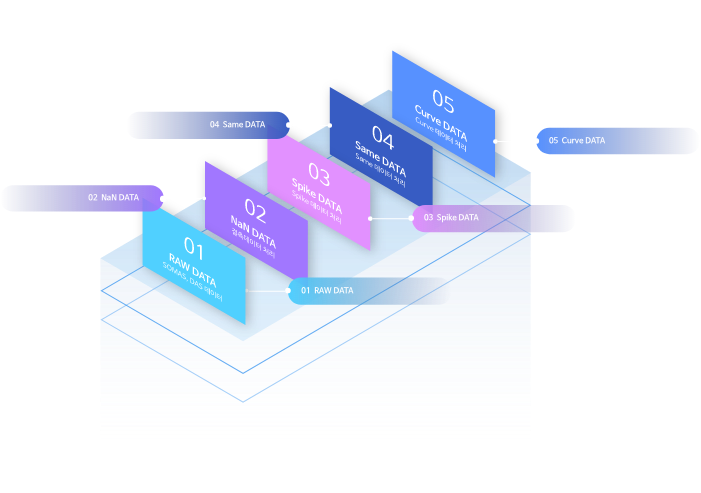 05
Curve DATA
Curve 데이터 처리
04 Same DATA
04
Same DATA
Same 데이터 처리
05 Curve DATA
03
Spike DATA
Spike 데이터 처리
02 NaN DATA
02
NaN DATA
결측데이터 처리
03 Spike DATA
01
RAW DATA
SOMAS, DAS 데이터
01 RAW DATA